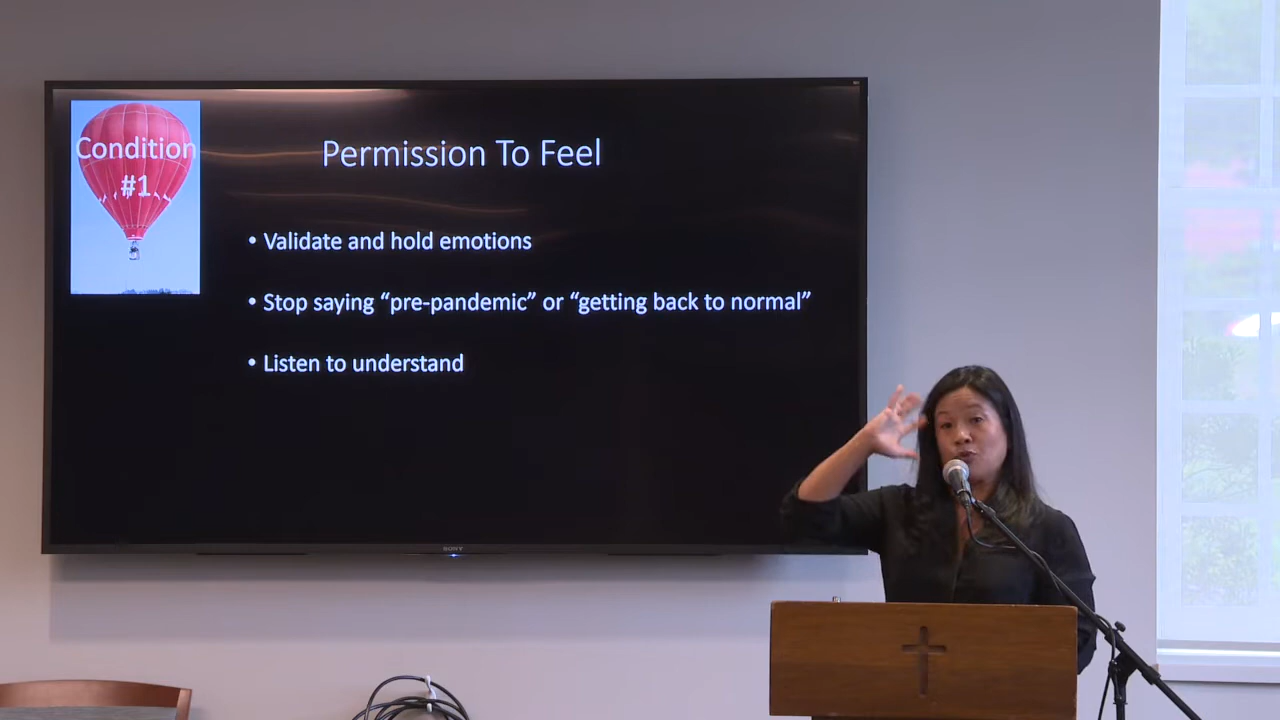 Condition
#1
Permission To Feel
• Validate and hold emotions
• Stop saying “pre-pandemic” or “getting back to normal”
• Listen to understand
SONY